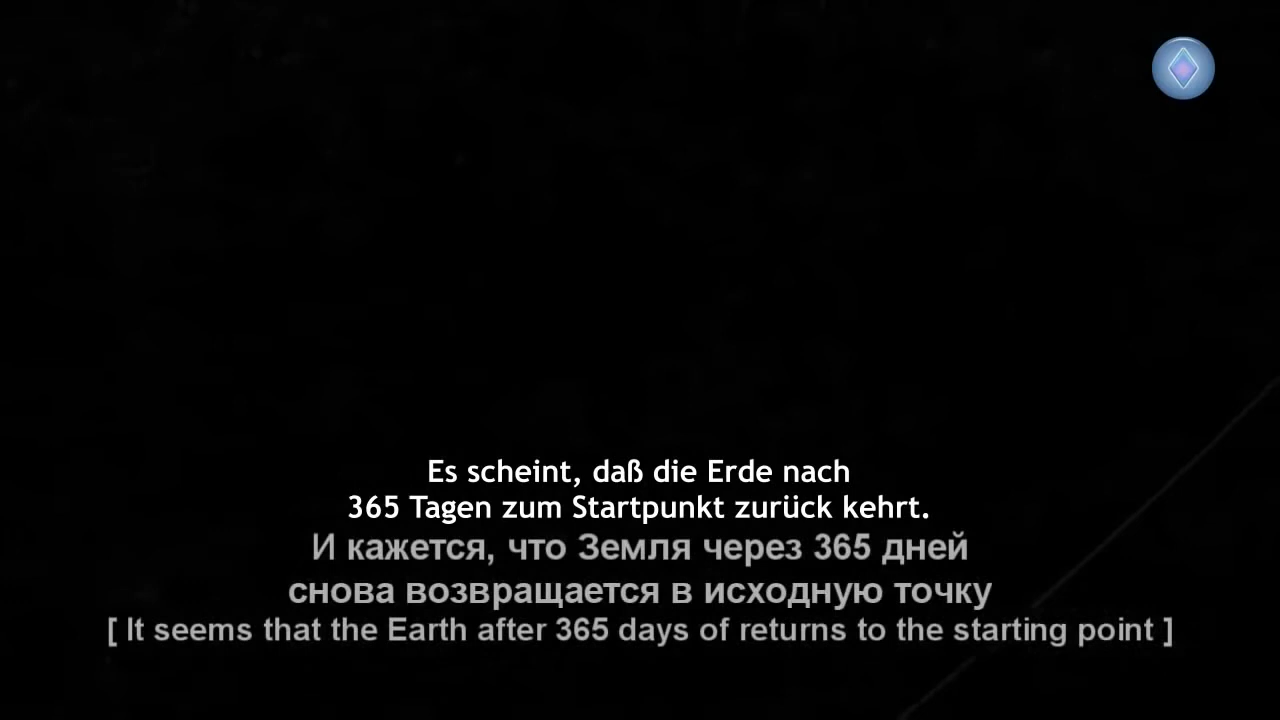 Es scheint, daß die Erde nach
365 Tagen zum Startpunkt zurück kehrt.
И кажется, что Земля через 365 дней
снова возвращается в исходную точку
[ It seems that the Earth after 365 days of returns to the starting point ]